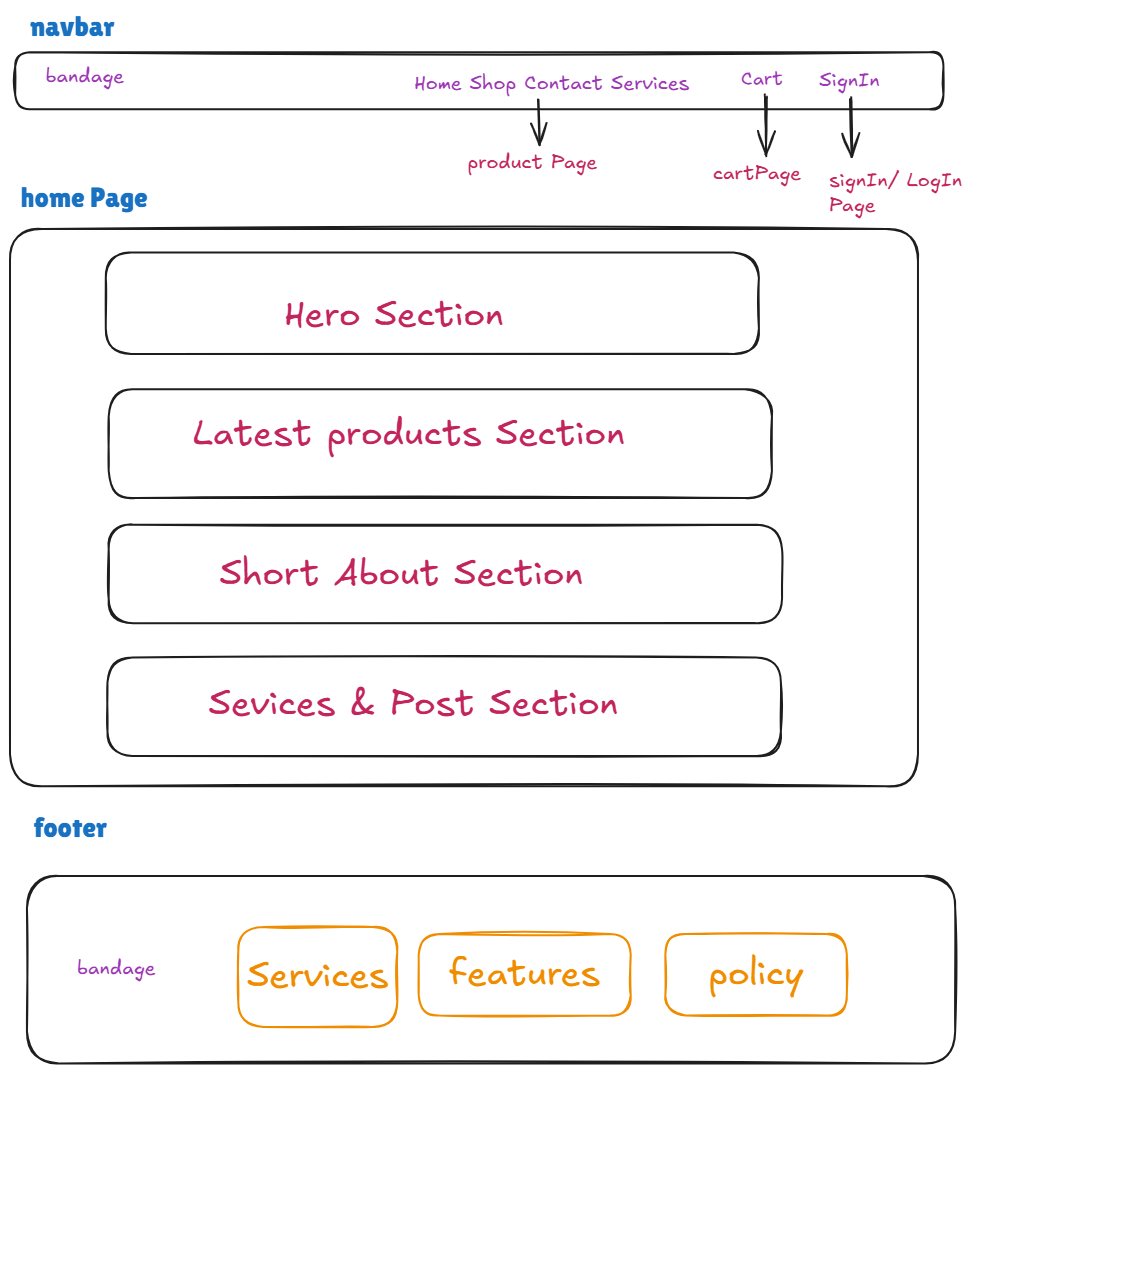 navbar
bandage
Home Shop Contact Services
Cart
SignIn
product Page
cartPage
signIn/ LogIn
Page
home Page
Hero Section
Latest products Section
Short About Section
Sevices & Post Section
footer
bandage
Services
features
policy